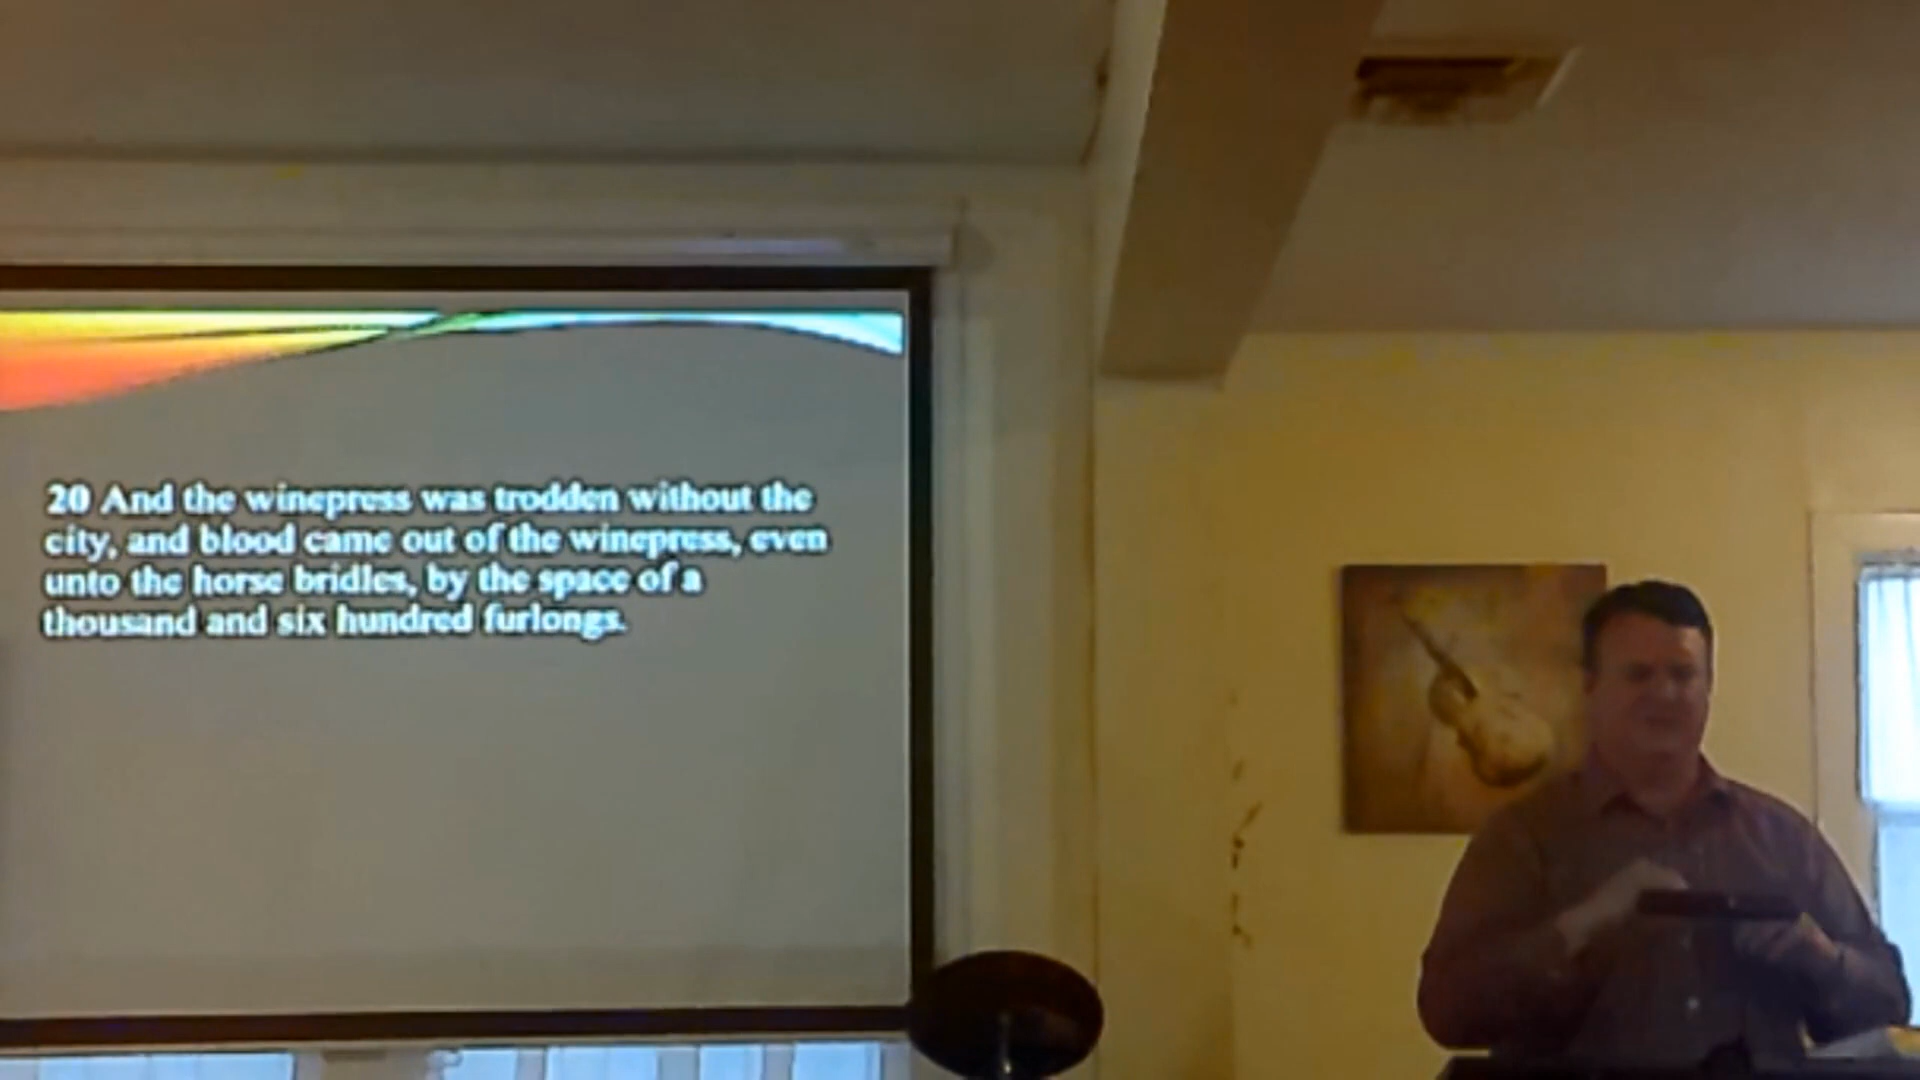 20 And the winepress was trodden without the
city, and blood came out of the winepress, even
unto the horse bridles, by the space of a
thousand and six hundred furlongs.